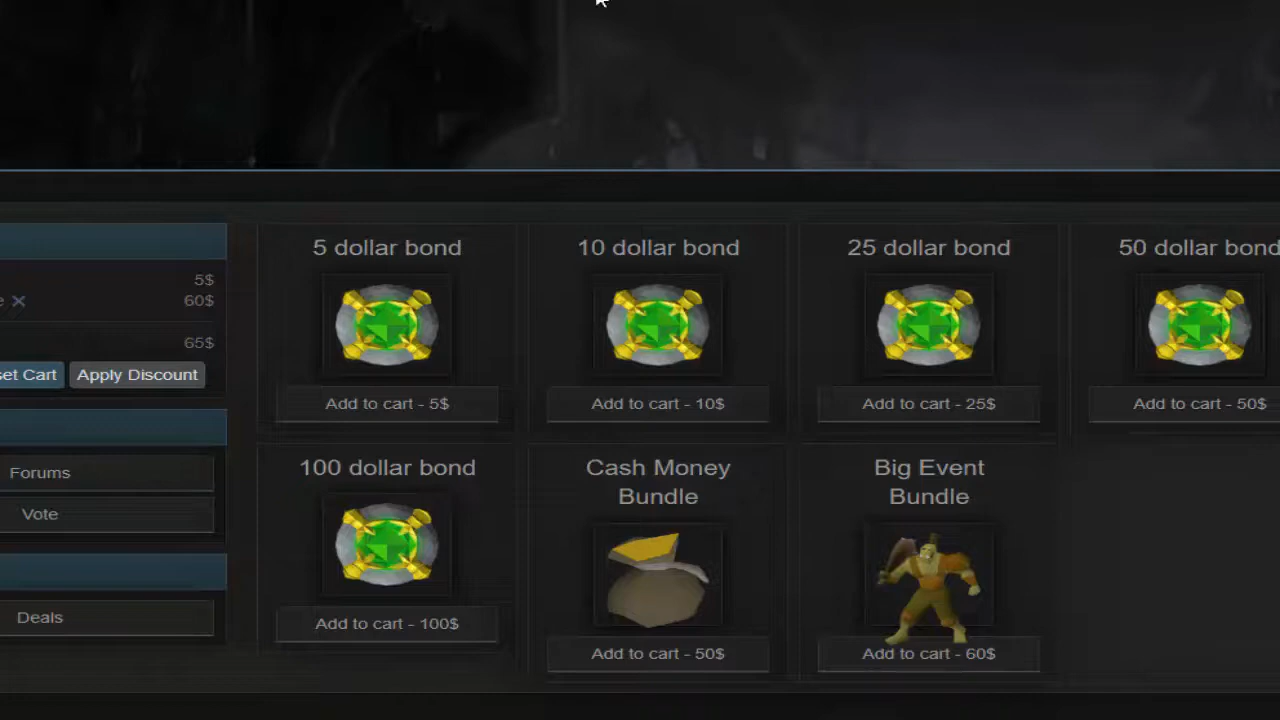 5 dollar bond
10 dollar bond
25 dollar bond
50 dollar bond
5$
60$
65$
set Cart
Apply Discount
Add to cart - 5$
Add to cart - 10$
Add to cart - 25$
Add to cart - 50$
Forums
Vote
Deals
100 dollar bond
Cash Money
Bundle
Big Event
Bundle
Add to cart - 100$
Add to cart - 50$
Add to cart - 60$